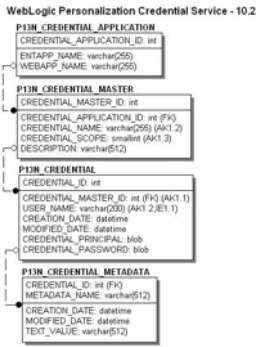 WebLogic Personalization Credential Service - 10.2
P13N_CREDENTIAL_APPLICATION
CREDENTIAL_APPLICATION_ID: int
ENTAPP_NAME: varchar(255)
WEBAPP_NAME: varchar(255)
P13N_CREDENTIAL_MASTER
CREDENTIAL_MASTER_ID: int
CREDENTIAL_APPLICATION_ID: int (FK)
CREDENTIAL_NAME: varchar(255) (AK1.2)
CREDENTIAL_SCOPE: smallint (AK1.3)
DESCRIPTION: varchar(512)
P13N_CREDENTIAL
CREDENTIAL_ID: int
CREDENTIAL_MASTER_ID: int (FK) (AK1.1)
USER_NAME: varchar(200) (AK1.2,IE1.1)
CREATION_DATE: datetime
MODIFIED_DATE: datetime
CREDENTIAL_PRINCIPAL: blob
CREDENTIAL_PASSWORD: blob
P13N_CREDENTIAL_METADATA
CREDENTIAL_ID: int (FK)
METADATA_NAME: varchar(512)
CREATION_DATE: datetime
MODIFIED_DATE: datetime
TEXT_VALUE: varchar(512)